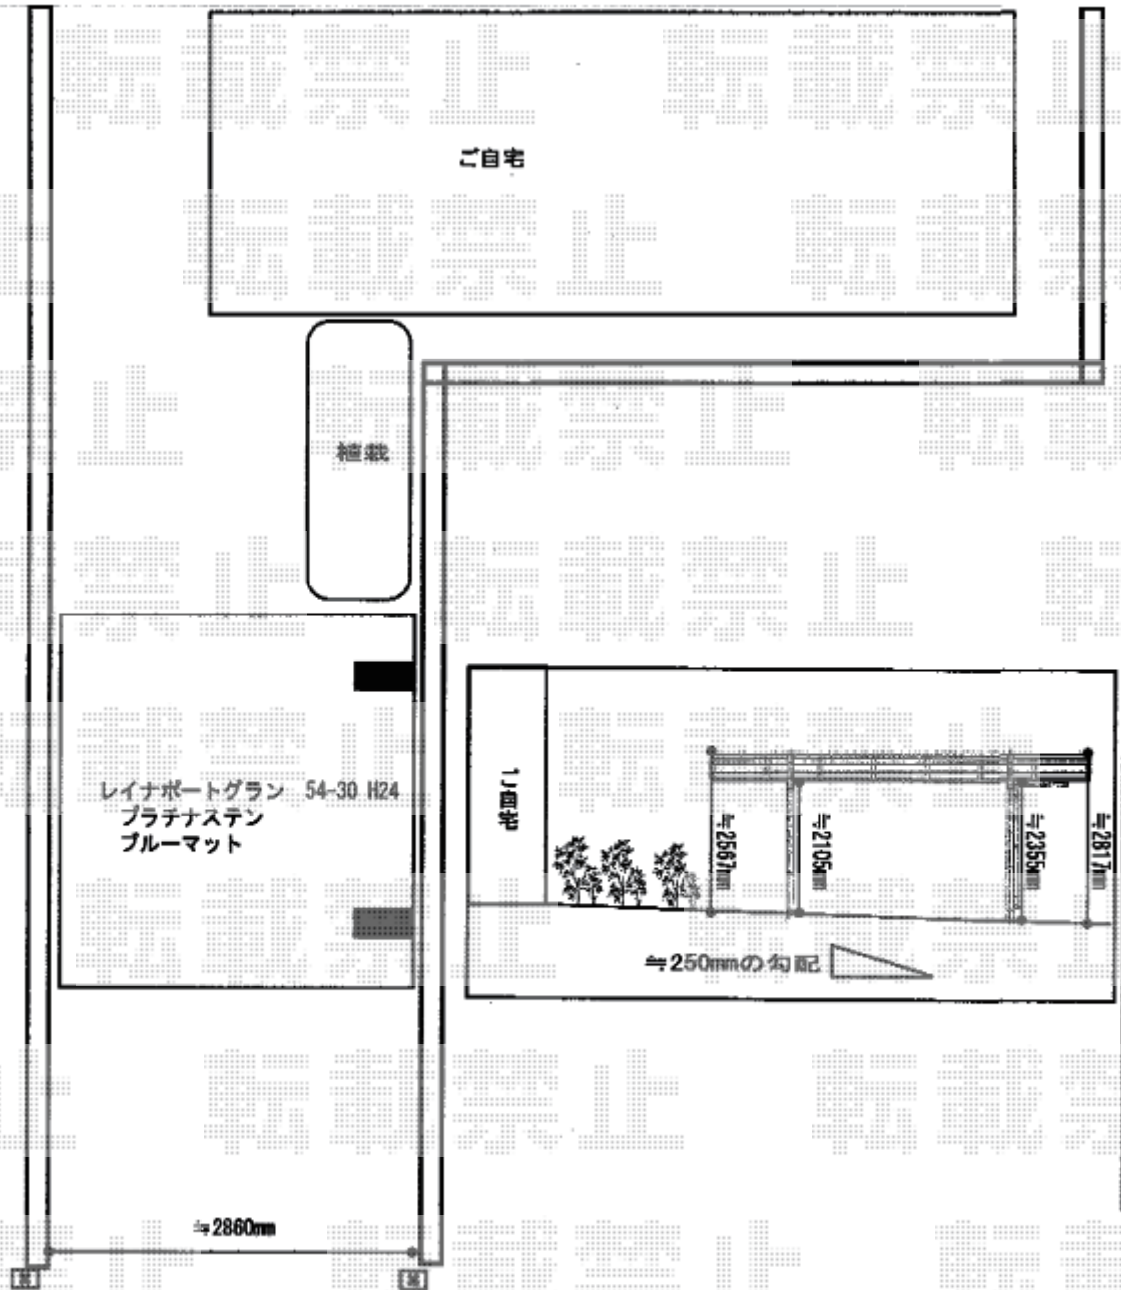 ご自宅
植栽
レイナポートグラン 54-30 H24
プラチナステン
ブルーマット
自宅
≒2567mm
≒2105mm
≒2355mm
≒2817mm
≒250mmの勾配
≒2860mm
転載禁止